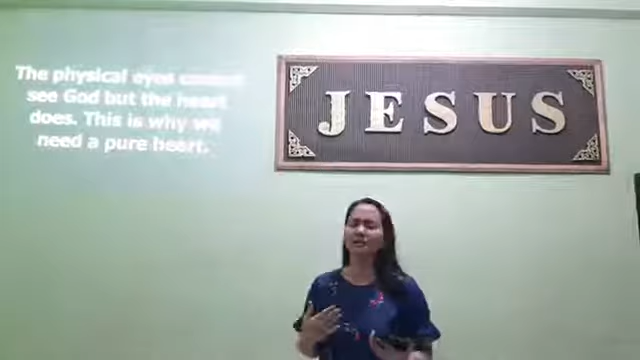 The physical eyes cannot
see God but the heart
does. This is why we
need a pure heart.
JESUS